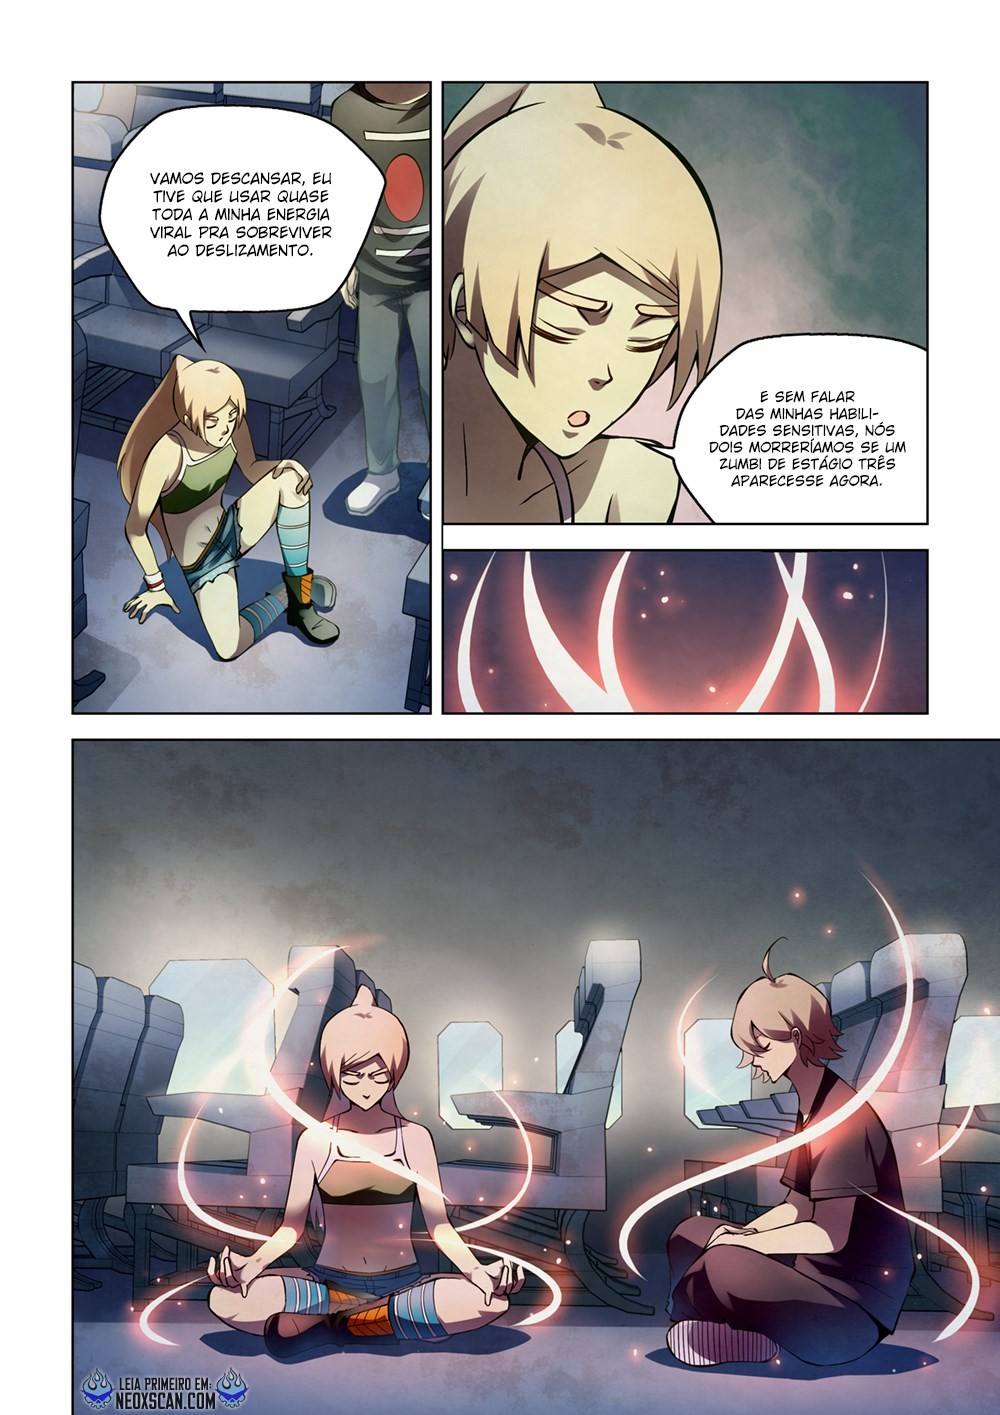 VAMOS DESCANSAR, EU
TIVE QUE USAR QUASE
TODA A MINHA ENERGIA
VIRAL PRA SOBREVIVER
AO DESLIZAMENTO.
E SEM FALAR
DAS MINHAS HABILI-
DADES SENSITIVAS, NÓS
DOIS MORRERÍAMOS SE UM
ZUMBI DE ESTÁGIO TRÊS
APARECESSE AGORA.
LEIA PRIMEIRO EM:
NEOXSCAN.COM